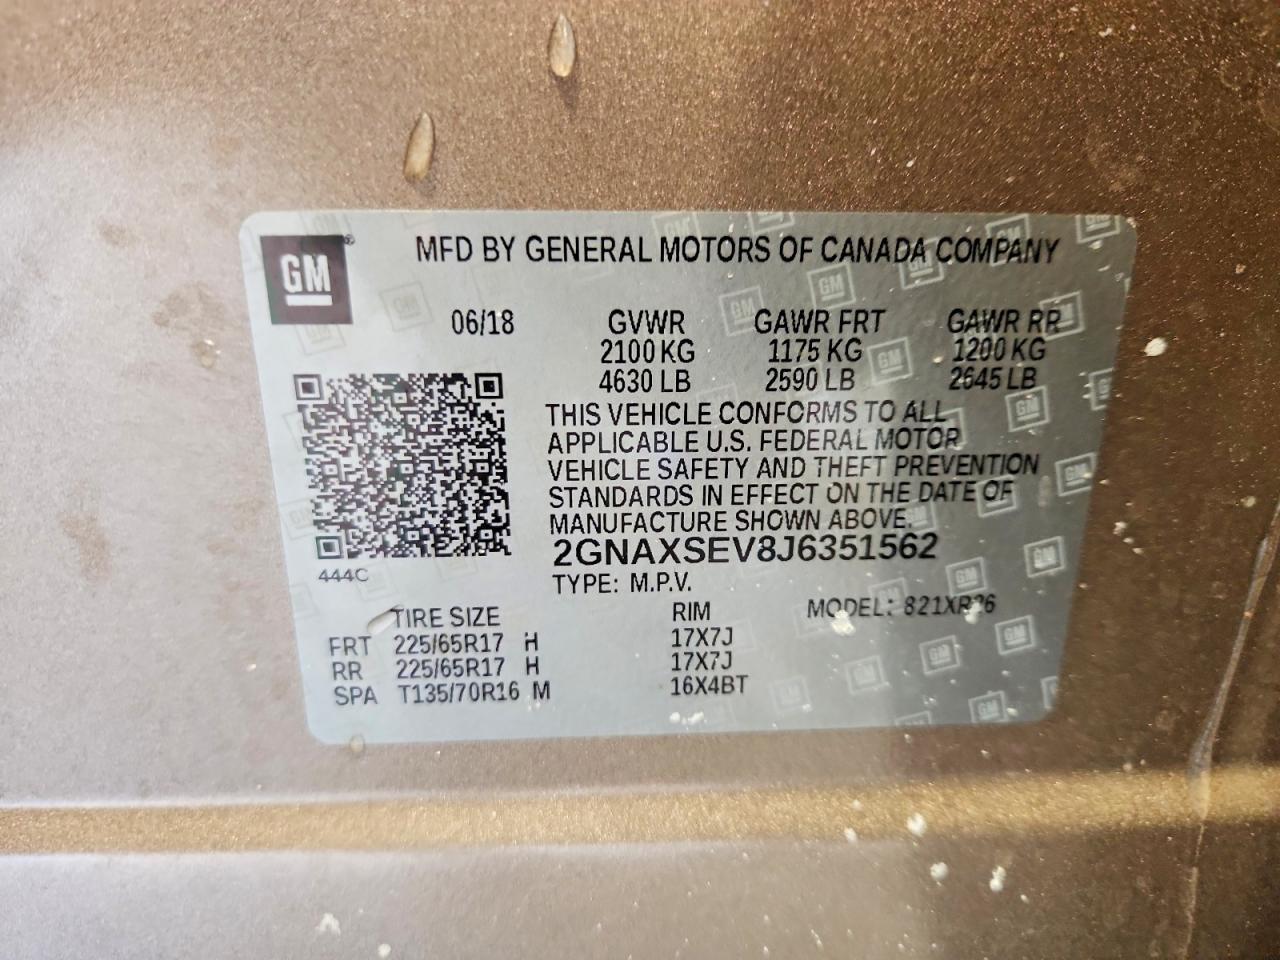 GM
MFD BY GENERAL MOTORS OF CANADA COMPANY
06/18 GVWR GAWR FRT GAWR RR
2100 KG 1175 KG 1200 KG
4630 LB 2590 LB 2645 LB
THIS VEHICLE CONFORMS TO ALL
APPLICABLE U.S. FEDERAL MOTOR
VEHICLE SAFETY AND THEFT PREVENTION
STANDARDS IN EFFECT ON THE DATE OF
MANUFACTURE SHOWN ABOVE.
2GNAXSEV8J6351562
444C
TYPE: M.P.V.
TIRE SIZE RIM MODEL: 821XR26
FRT 225/65R17 H 17X7J
RR 225/65R17 H 17X7J
SPA T135/70R16 M 16X4BT